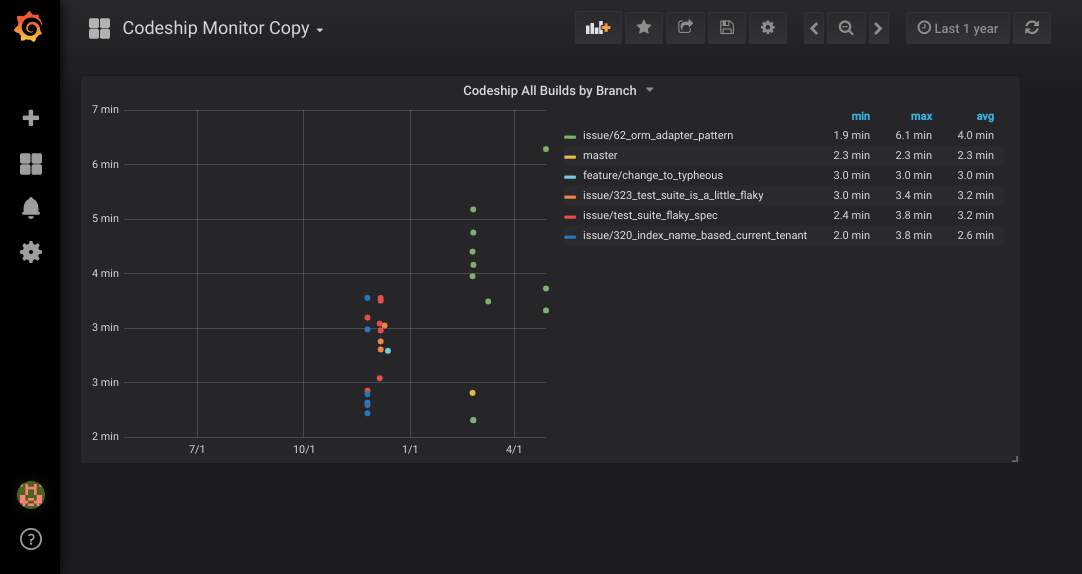 Codeship Monitor Copy
Last 1 year
Codeship All Builds by Branch
7 min
6 min
5 min
4 min
3 min
3 min
2 min
7/1 10/1 1/1 4/1
min max avg
issue/62_orm_adapter_pattern 1.9 min 6.1 min 4.0 min
master 2.3 min 2.3 min 2.3 min
feature/change_to_typheous 3.0 min 3.0 min 3.0 min
issue/323_test_suite_is_a_little_flaky 3.0 min 3.4 min 3.2 min
issue/test_suite_flaky_spec 2.4 min 3.8 min 3.2 min
issue/320_index_name_based_current_tenant 2.0 min 3.8 min 2.6 min
?